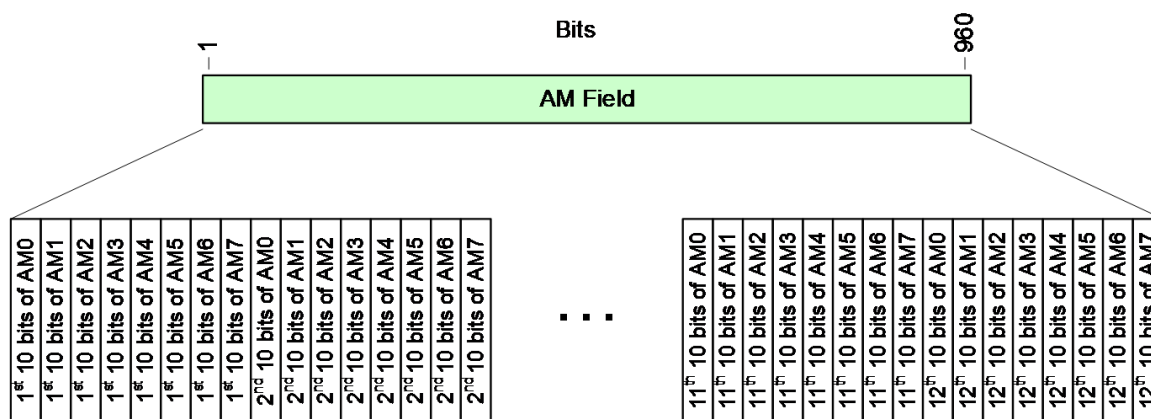 Bits
1
960
AM Field
1st 10 bits of AM0
1st 10 bits of AM1
1st 10 bits of AM2
1st 10 bits of AM3
1st 10 bits of AM4
1st 10 bits of AM5
1st 10 bits of AM6
1st 10 bits of AM7
2nd 10 bits of AM0
2nd 10 bits of AM1
2nd 10 bits of AM2
2nd 10 bits of AM3
2nd 10 bits of AM4
2nd 10 bits of AM5
2nd 10 bits of AM6
2nd 10 bits of AM7
...
11th 10 bits of AM0
11th 10 bits of AM1
11th 10 bits of AM2
11th 10 bits of AM3
11th 10 bits of AM4
11th 10 bits of AM5
11th 10 bits of AM6
11th 10 bits of AM7
12th 10 bits of AM0
12th 10 bits of AM1
12th 10 bits of AM2
12th 10 bits of AM3
12th 10 bits of AM4
12th 10 bits of AM5
12th 10 bits of AM6
12th 10 bits of AM7